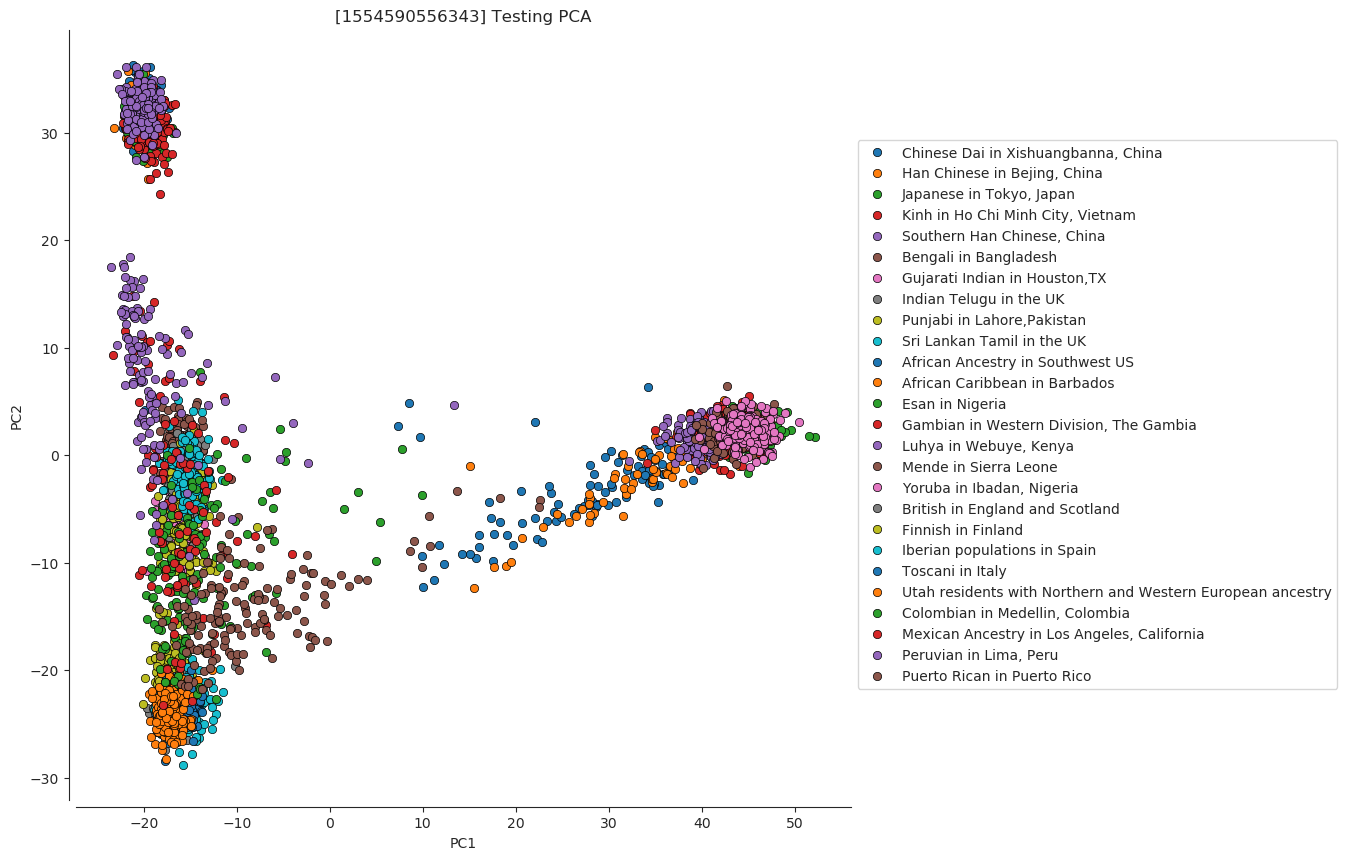 [1554590556343] Testing PCA
30
20
10
0
−10
−20
−30
PC2
−20
−10
0
10
20
30
40
50
PC1
Chinese Dai in Xishuangbanna, China
Han Chinese in Bejing, China
Japanese in Tokyo, Japan
Kinh in Ho Chi Minh City, Vietnam
Southern Han Chinese, China
Bengali in Bangladesh
Gujarati Indian in Houston,TX
Indian Telugu in the UK
Punjabi in Lahore,Pakistan
Sri Lankan Tamil in the UK
African Ancestry in Southwest US
African Caribbean in Barbados
Esan in Nigeria
Gambian in Western Division, The Gambia
Luhya in Webuye, Kenya
Mende in Sierra Leone
Yoruba in Ibadan, Nigeria
British in England and Scotland
Finnish in Finland
Iberian populations in Spain
Toscani in Italy
Utah residents with Northern and Western European ancestry
Colombian in Medellin, Colombia
Mexican Ancestry in Los Angeles, California
Peruvian in Lima, Peru
Puerto Rican in Puerto Rico